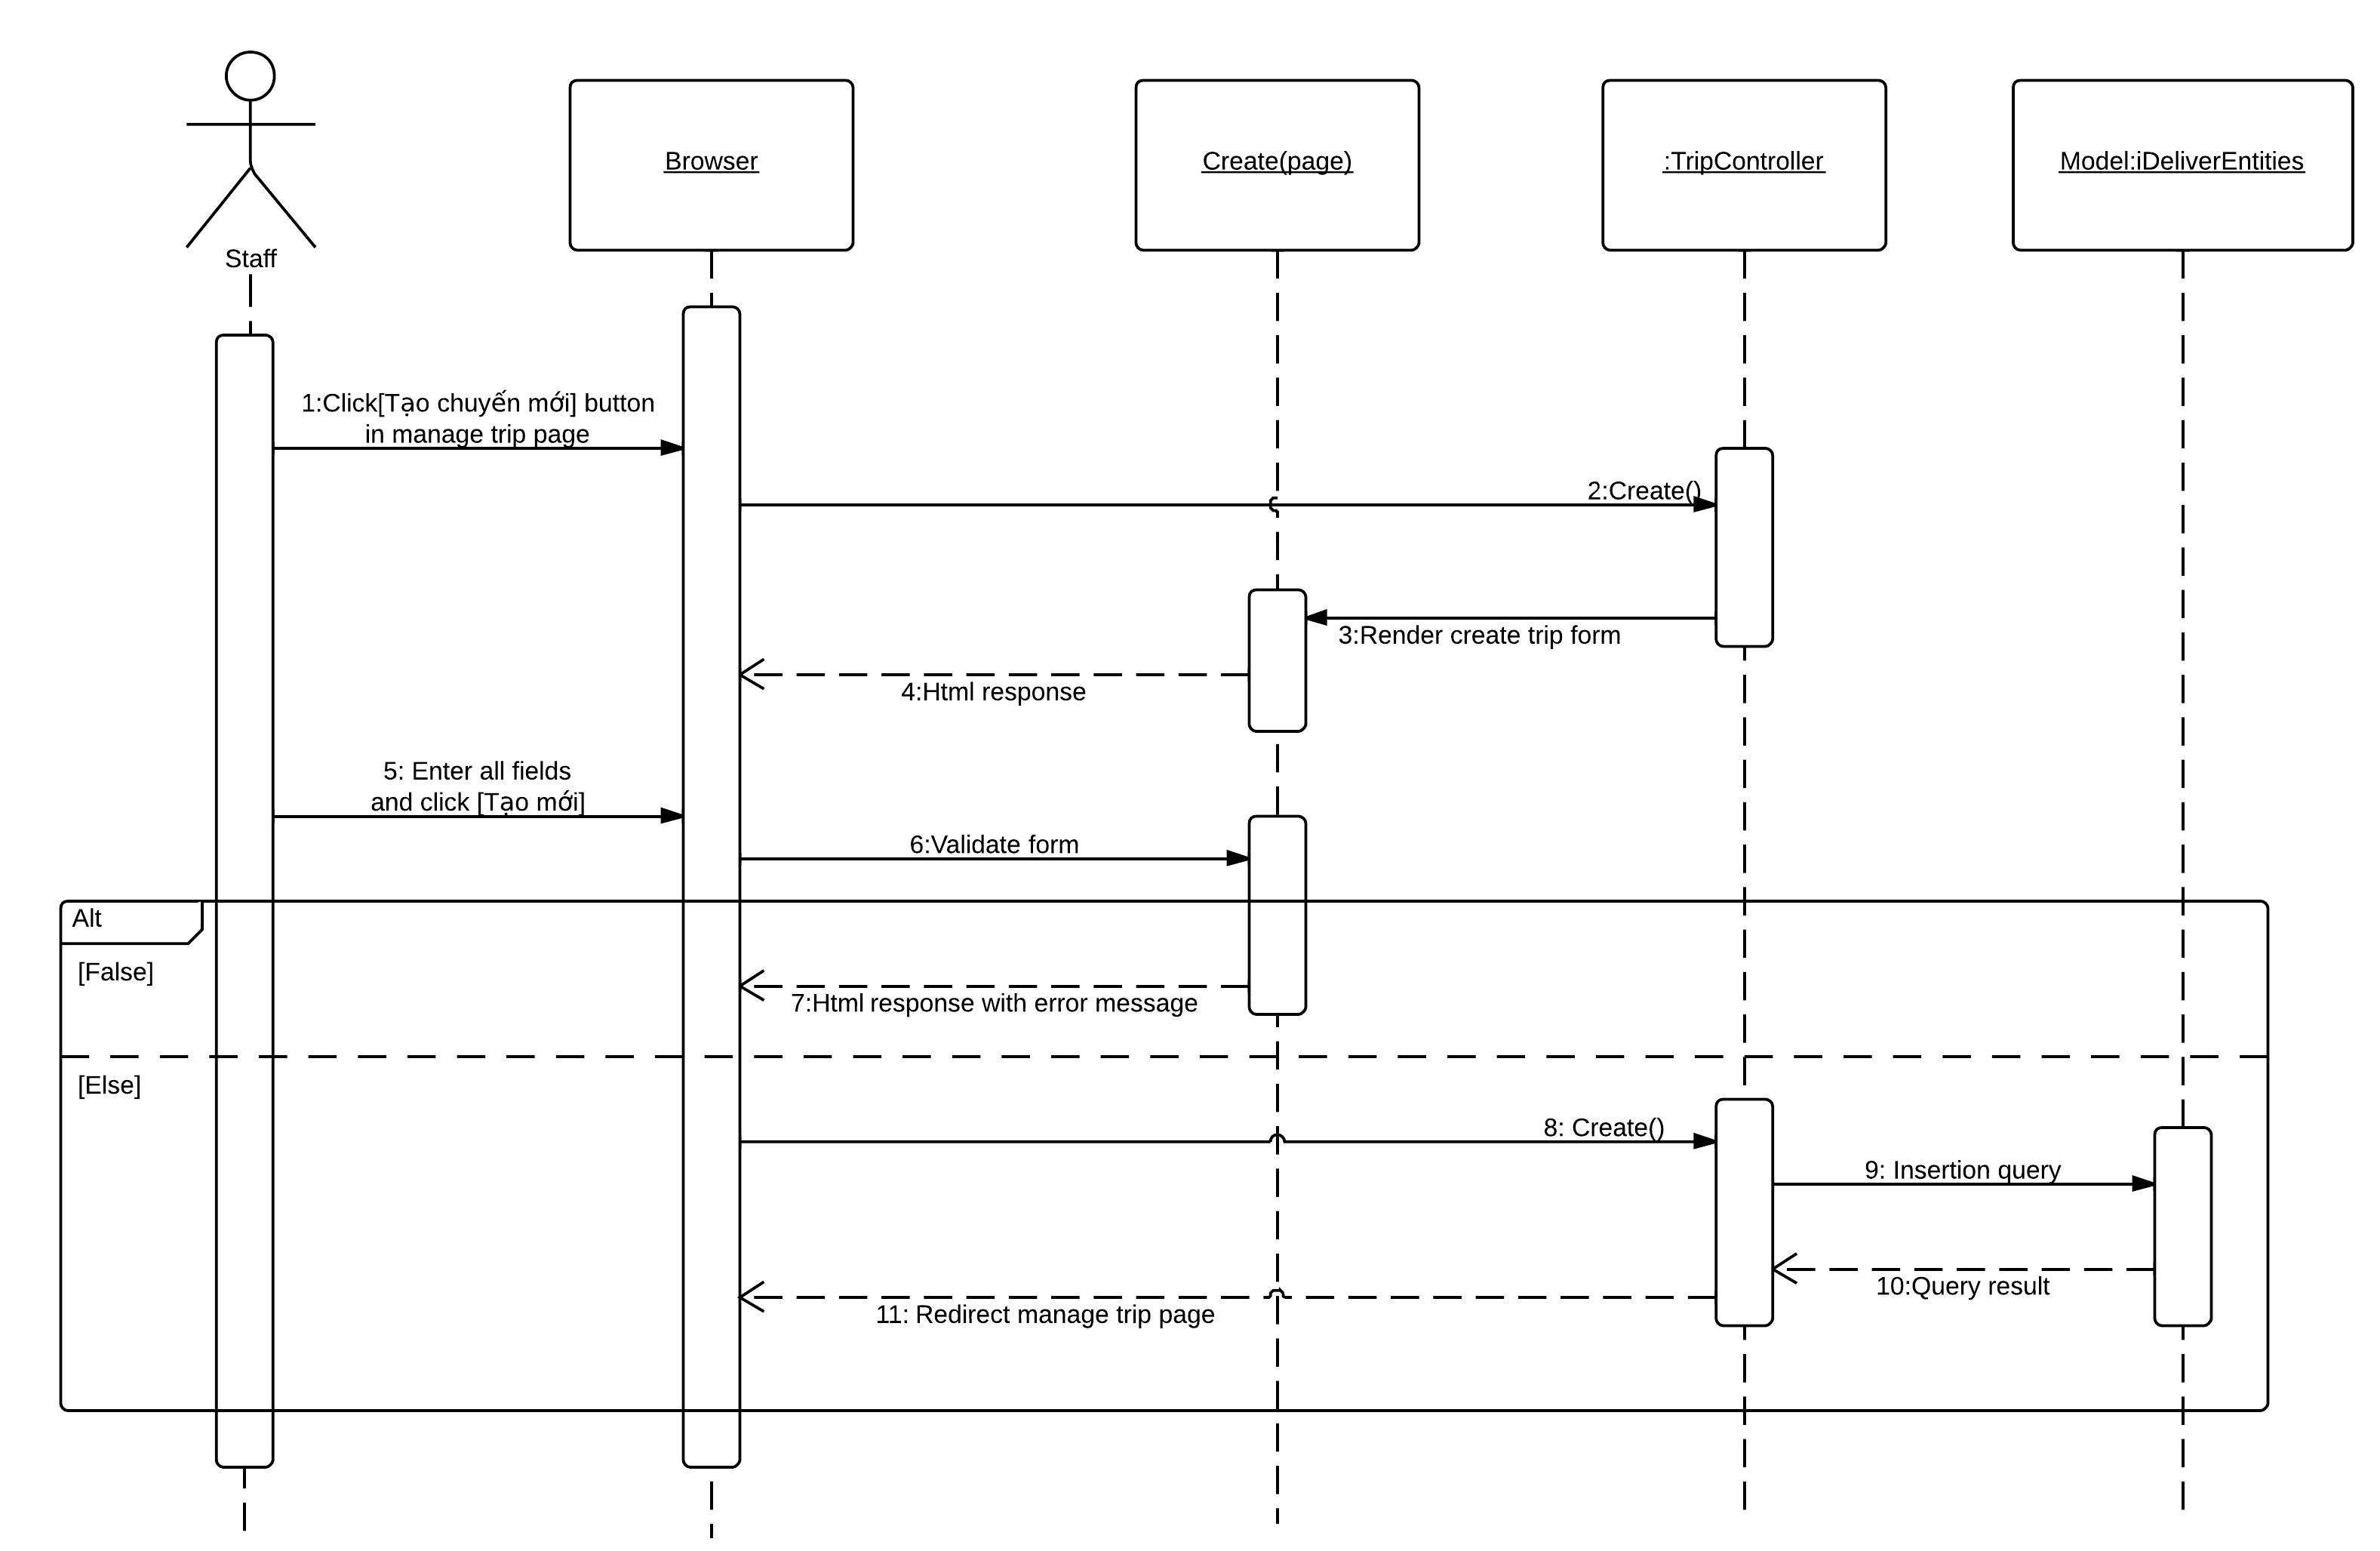 Staff
Browser
Create(page)
:TripController
Model:iDeliverEntities
1:Click[Tạo chuyến mới] button
in manage trip page
2:Create()
3:Render create trip form
4:Html response
5: Enter all fields
and click [Tạo mới]
6:Validate form
Alt
[False]
7:Html response with error message
[Else]
8: Create()
9: Insertion query
10:Query result
11: Redirect manage trip page